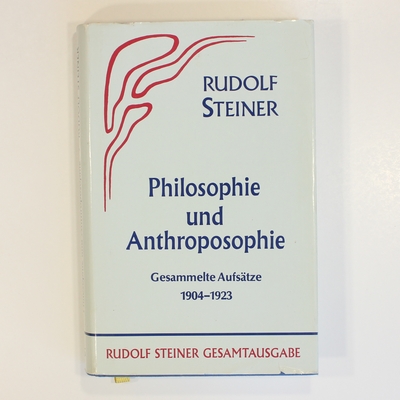 RUDOLF
STEINER
Philosophie
und
Anthroposophie
Gesammelte Aufsätze
1904–1923
RUDOLF STEINER GESAMTAUSGABE